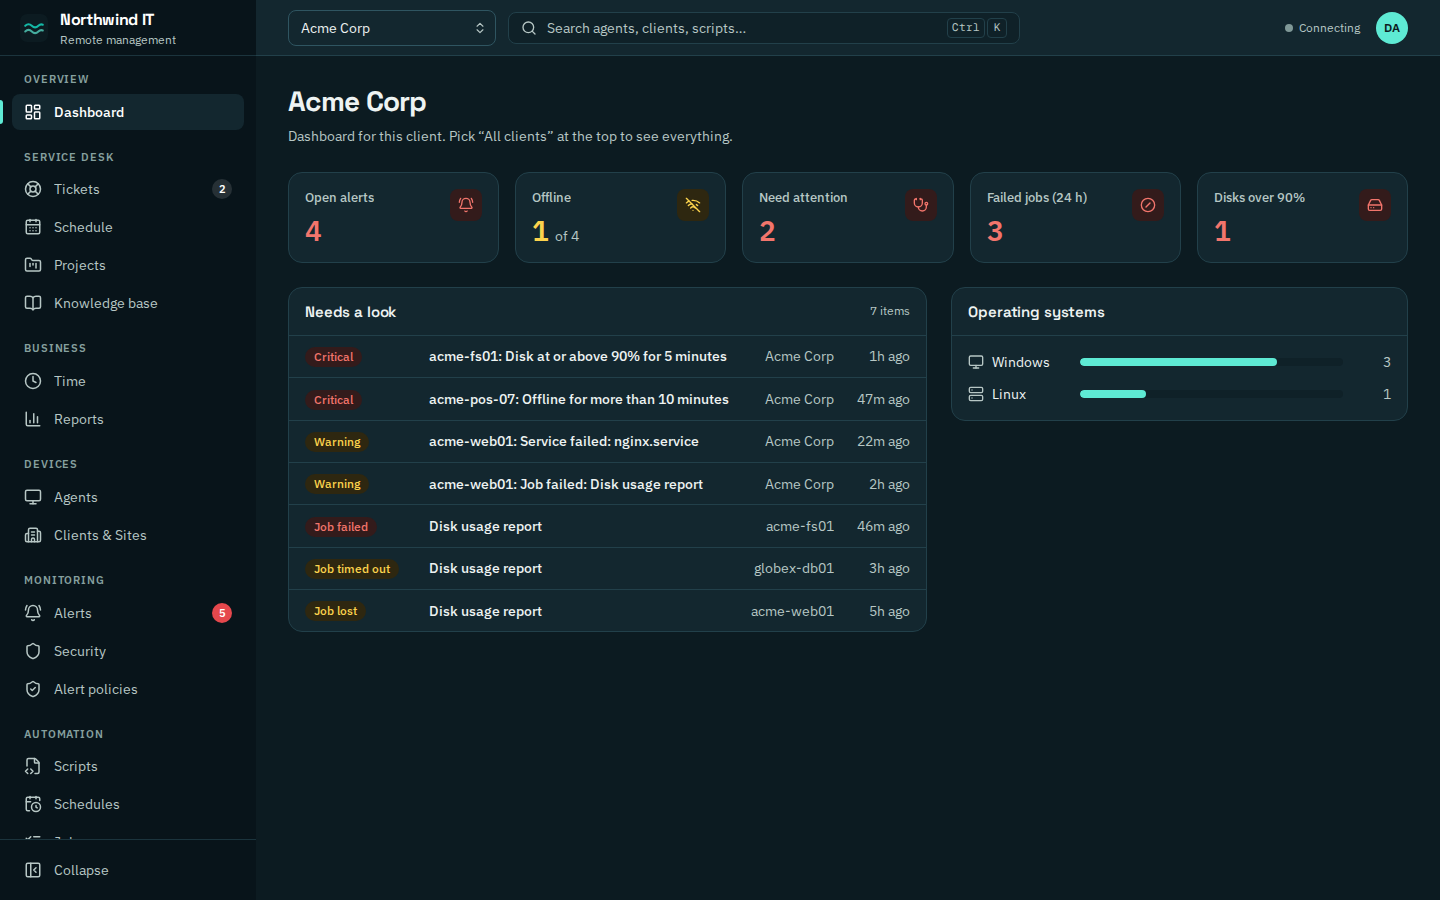 Northwind IT
Remote management
Acme Corp
Search agents, clients, scripts...
Ctrl K
Connecting
DA
OVERVIEW
Dashboard
SERVICE DESK
Tickets 2
Schedule
Projects
Knowledge base
BUSINESS
Time
Reports
DEVICES
Agents
Clients & Sites
MONITORING
Alerts 5
Security
Alert policies
AUTOMATION
Scripts
Schedules
Collapse
Acme Corp
Dashboard for this client. Pick “All clients” at the top to see everything.
Open alerts
4
Offline
1 of 4
Need attention
2
Failed jobs (24 h)
3
Disks over 90%
1
Needs a look 7 items
Critical acme-fs01: Disk at or above 90% for 5 minutes Acme Corp 1h ago
Critical acme-pos-07: Offline for more than 10 minutes Acme Corp 47m ago
Warning acme-web01: Service failed: nginx.service Acme Corp 22m ago
Warning acme-web01: Job failed: Disk usage report Acme Corp 2h ago
Job failed Disk usage report acme-fs01 46m ago
Job timed out Disk usage report globex-db01 3h ago
Job lost Disk usage report acme-web01 5h ago
Operating systems
Windows 3
Linux 1